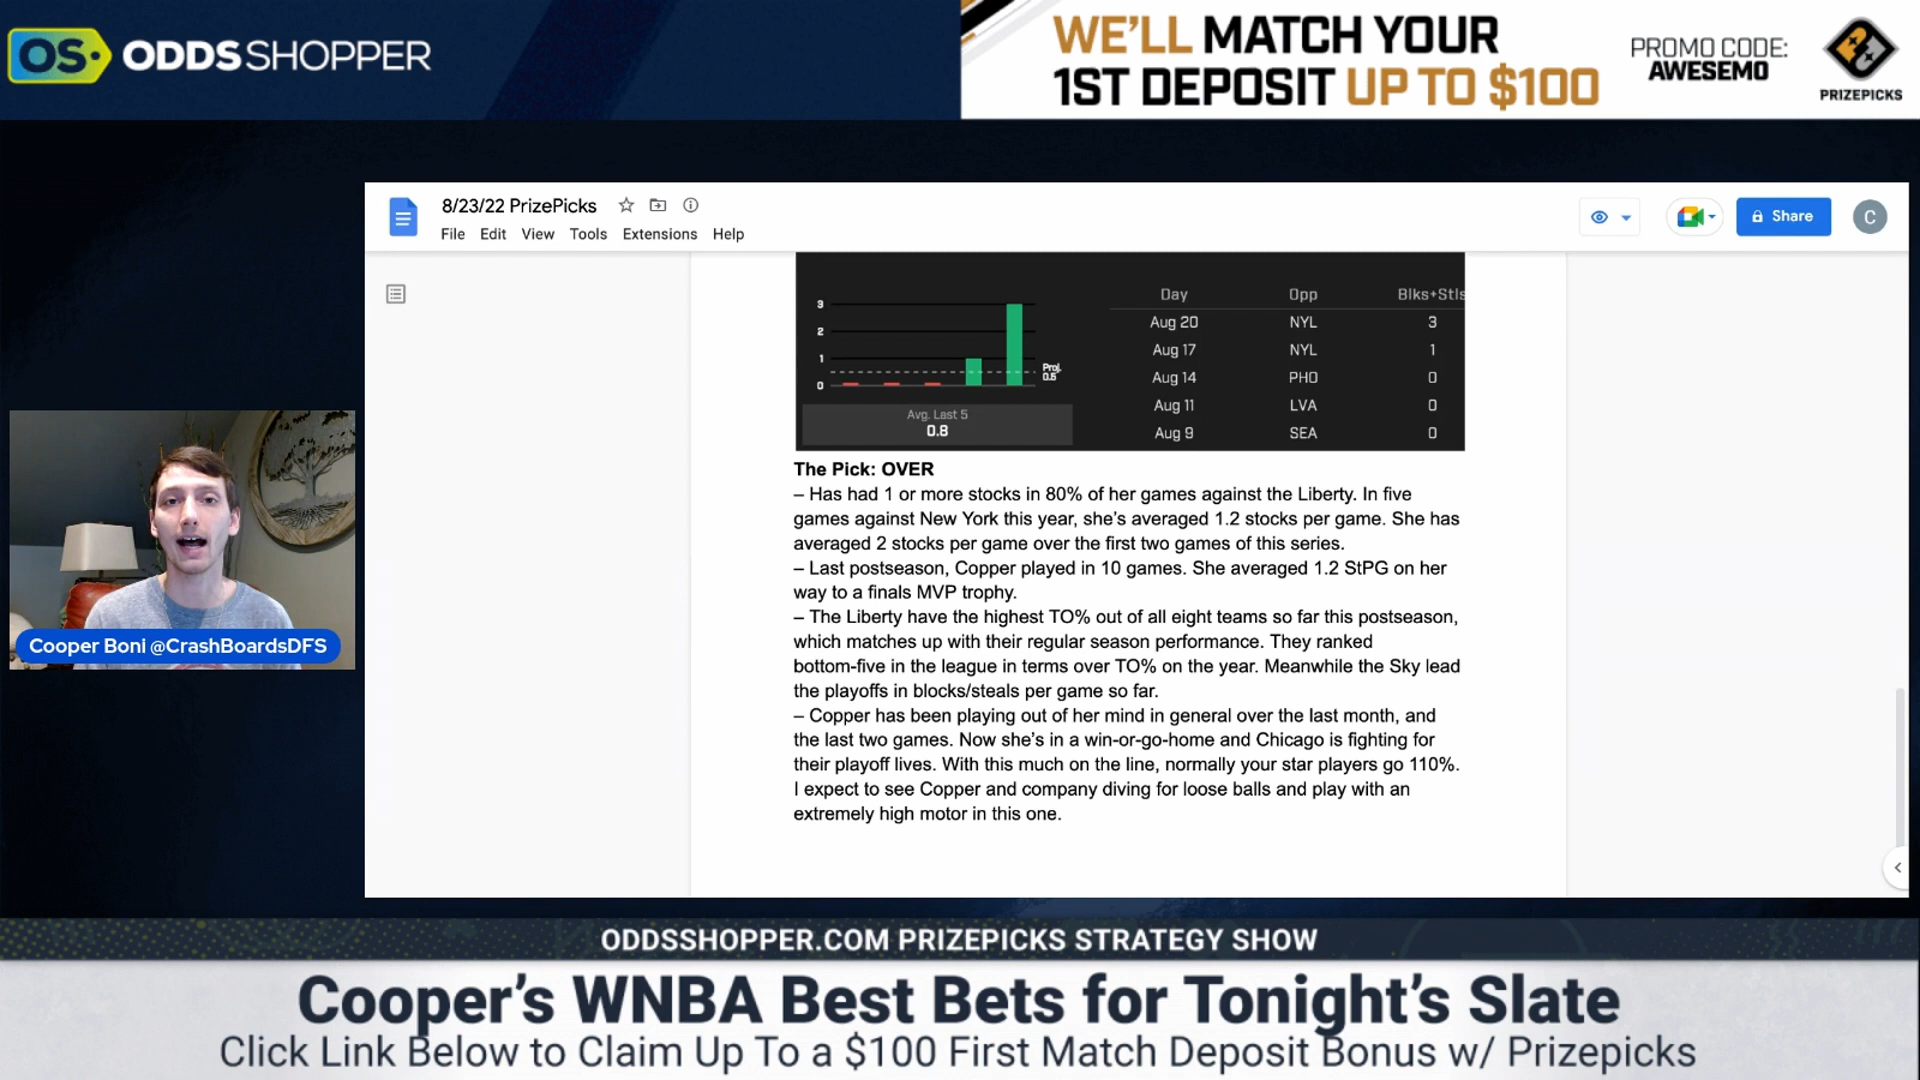 OS
ODDSSHOPPER
WE'LL MATCH YOUR
1ST DEPOSIT UP TO $100
PROMO CODE:
AWESEMO
PRIZEPICKS
8/23/22 PrizePicks
File Edit View Tools Extensions Help
Share
C
3
2
1
0
Proj.
0.5
Avg. Last 5
0.8
Day Opp Blks+Stls
Aug 20 NYL 3
Aug 17 NYL 1
Aug 14 PHO 0
Aug 11 LVA 0
Aug 9 SEA 0
The Pick: OVER
– Has had 1 or more stocks in 80% of her games against the Liberty. In five
games against New York this year, she's averaged 1.2 stocks per game. She has
averaged 2 stocks per game over the first two games of this series.
– Last postseason, Copper played in 10 games. She averaged 1.2 StPG on her
way to a finals MVP trophy.
– The Liberty have the highest TO% out of all eight teams so far this postseason,
which matches up with their regular season performance. They ranked
bottom-five in the league in terms over TO% on the year. Meanwhile the Sky lead
the playoffs in blocks/steals per game so far.
– Copper has been playing out of her mind in general over the last month, and
the last two games. Now she's in a win-or-go-home and Chicago is fighting for
their playoff lives. With this much on the line, normally your star players go 110%.
I expect to see Copper and company diving for loose balls and play with an
extremely high motor in this one.
Cooper Boni @CrashBoardsDFS
ODDSSHOPPER.COM PRIZEPICKS STRATEGY SHOW
Cooper's WNBA Best Bets for Tonight's Slate
Click Link Below to Claim Up To a $100 First Match Deposit Bonus w/ Prizepicks